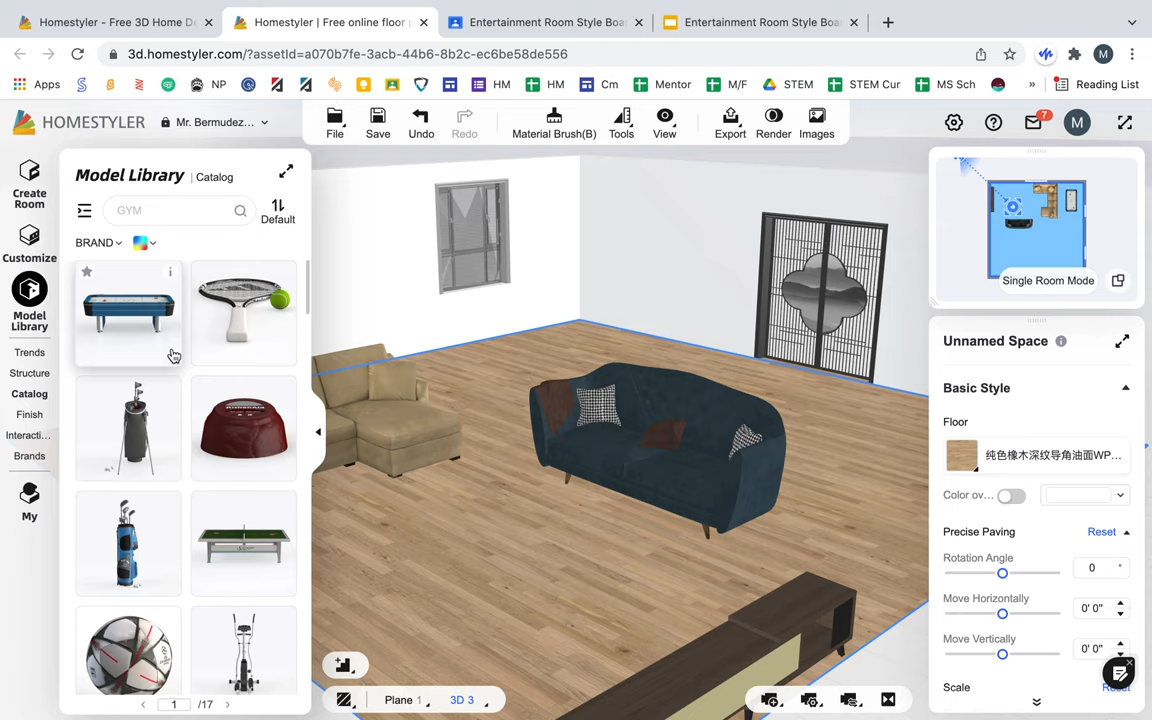 Homestyler - Free 3D Home D
Homestyler | Free online floor
Entertainment Room Style Boa
Entertainment Room Style Boa
3d.homestyler.com/?assetId=a070b7fe-3acb-44b6-8b2c-ec6be58de556
M
Apps
NP
HM
HM
Cm
Mentor
M/F
STEM
STEM Cur
MS Sch
»
Reading List
HOMESTYLER
Mr. Bermudez...
File
Save
Undo
Redo
Material Brush(B)
Tools
View
Export
Render
Images
7
M
Create
Room
Customize
Model
Library
Trends
Structure
Catalog
Finish
Interacti...
Brands
My
Model Library | Catalog
GYM
Default
BRAND
1 /17
Plane 1
3D 3
Single Room Mode
Unnamed Space
Basic Style
Floor
纯色橡木深纹导角油面WP...
Color ov...
Precise Paving
Reset
Rotation Angle
0 °
Move Horizontally
0' 0"
Move Vertically
0' 0"
Scale
Reset